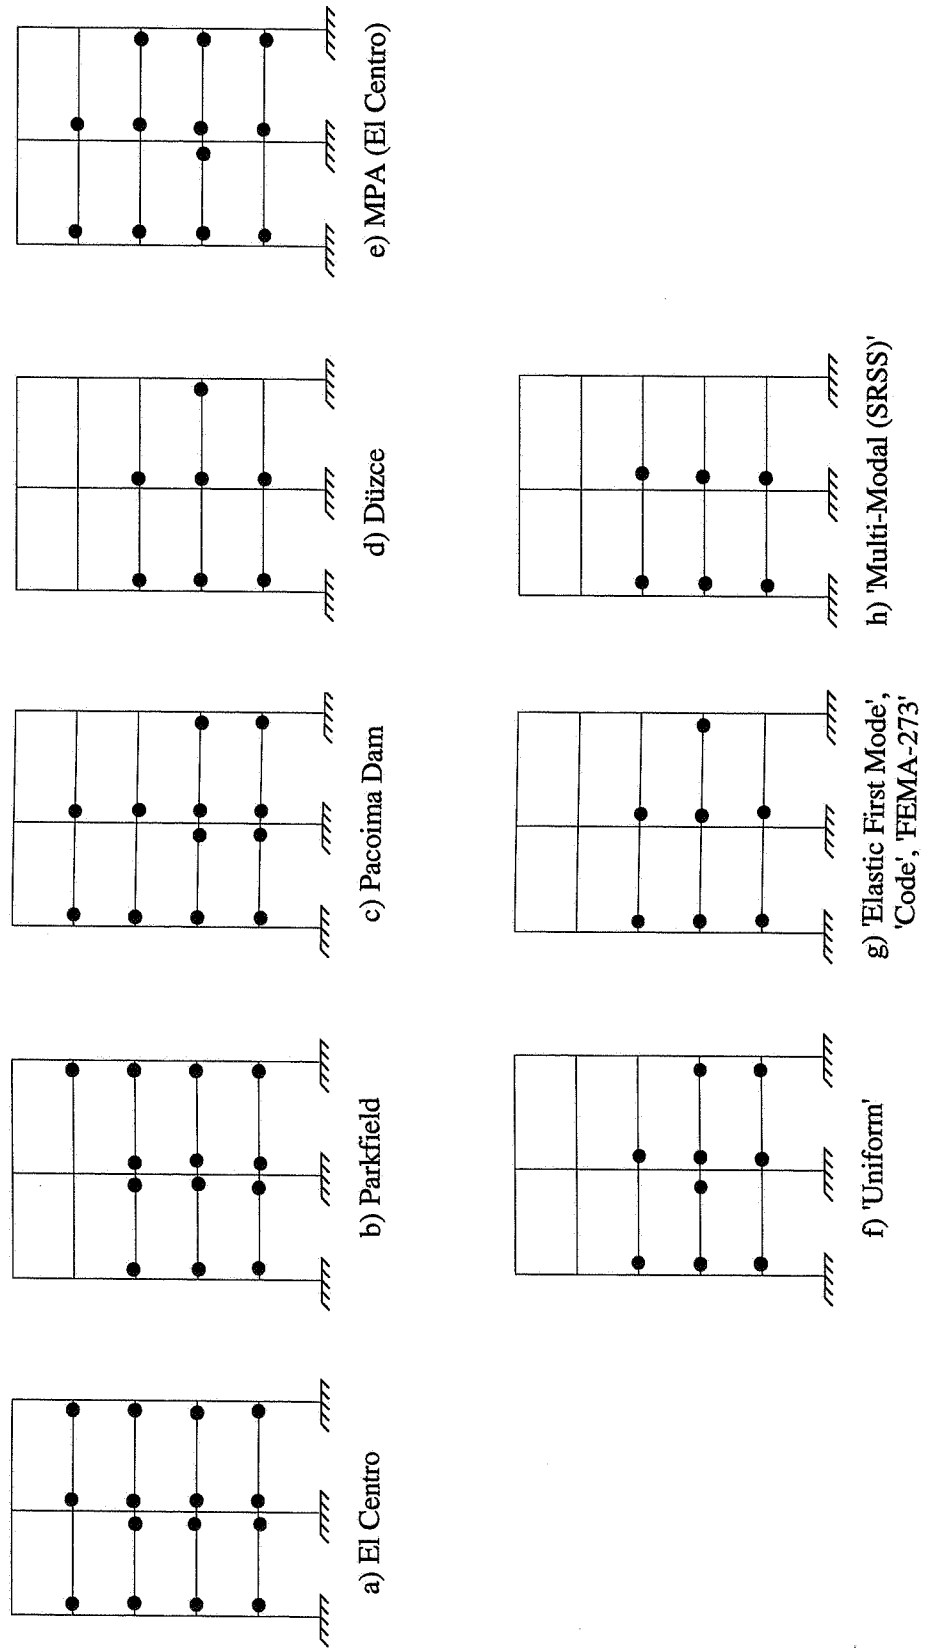 a) El Centro
b) Parkfield
c) Pacoima Dam
d) Düzce
e) MPA (El Centro)
f) 'Uniform'
g) 'Elastic First Mode',
'Code', 'FEMA-273'
h) 'Multi-Modal (SRSS)'